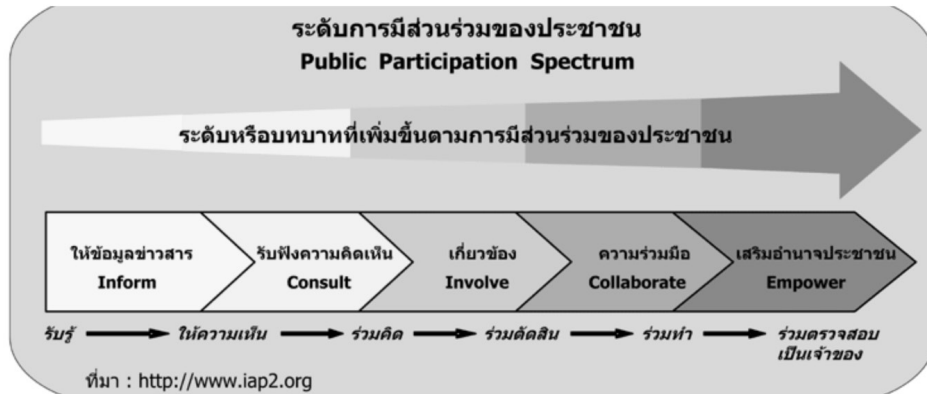 ระดับการมีส่วนร่วมของประชาชน
Public Participation Spectrum
ระดับหรือบทบาทที่เพิ่มขึ้นตามการมีส่วนร่วมของประชาชน
ให้ข้อมูลข่าวสาร
Inform
รับฟังความคิดเห็น
Consult
เกี่ยวข้อง
Involve
ความร่วมมือ
Collaborate
เสริมอำนาจประชาชน
Empower
รับรู้ ให้ความเห็น ร่วมคิด ร่วมตัดสิน ร่วมทำ ร่วมตรวจสอบ
เป็นเจ้าของ
ที่มา : http://www.iap2.org